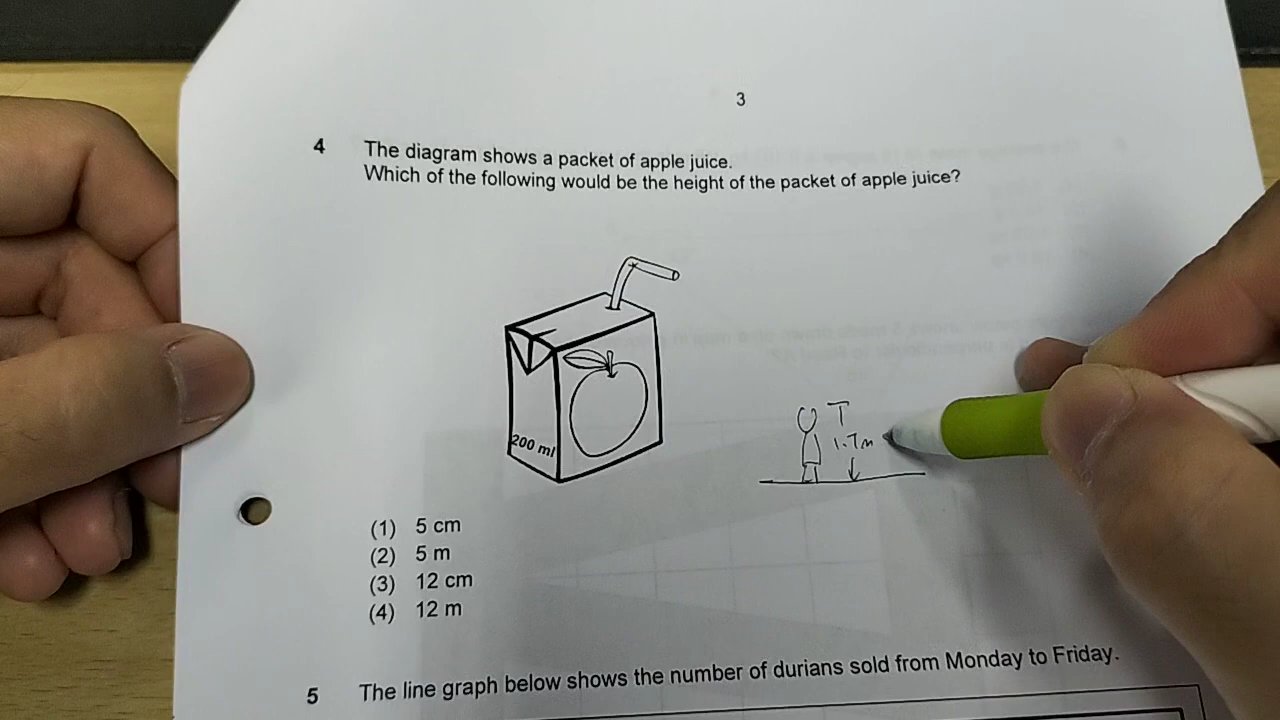 3
4 The diagram shows a packet of apple juice.
Which of the following would be the height of the packet of apple juice?
200 ml
1.7m
(1) 5 cm
(2) 5 m
(3) 12 cm
(4) 12 m
5 The line graph below shows the number of durians sold from Monday to Friday.